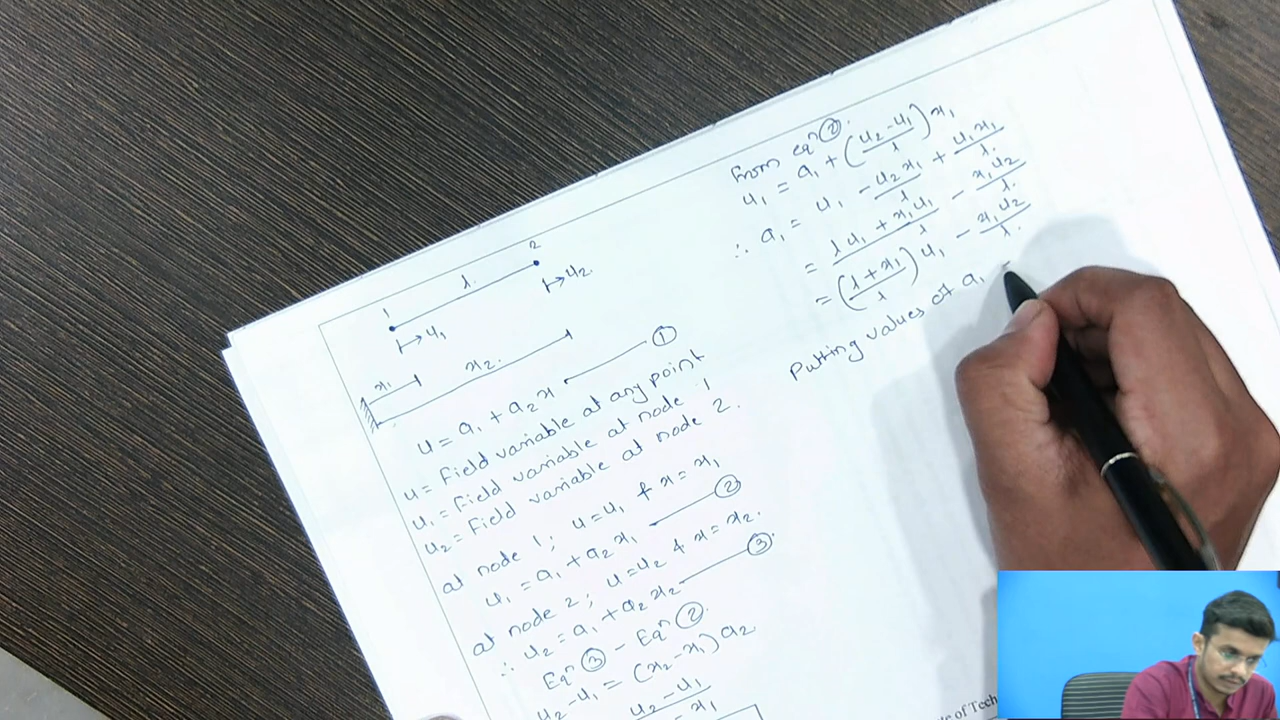 1
2
l.
u₁
u₂.
x₁
x₂.
u = a₁ + a₂x ——— ①
u = Field variable at any point
u₁ = Field variable at node 1
u₂ = Field variable at node 2.
at node 1; u = u₁ & x = x₁
u₁ = a₁ + a₂x₁ ——— ②
at node 2; u = u₂ & x = x₂.
∴ u₂ = a₁ + a₂x₂ ——— ③
Eqⁿ ③ - Eqⁿ ②.
u₂ - u₁ = (x₂ - x₁) a₂
u₂ - u₁
- x₁
From eqⁿ ②.
u₁ = a₁ + ((u₂ - u₁)/l) x₁
∴ a₁ = u₁ - u₂x₁/l + u₁x₁/l.
= (l u₁ + x₁u₁)/l - x₁u₂/l.
= ((l + x₁)/l) u₁ - x₁u₂/l.
Putting values of a₁
of Tech